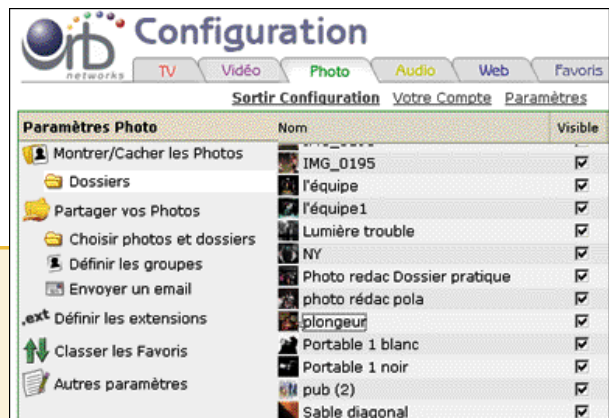 orb networks
Configuration
TV Vidéo Photo Audio Web Favoris
Sortir Configuration Votre Compte Paramètres
Paramètres Photo
Montrer/Cacher les Photos
Dossiers
Partager vos Photos
Choisir photos et dossiers
Définir les groupes
Envoyer un email
.ext Définir les extensions
Classer les Favoris
Autres paramètres
Nom Visible
IMG_0195
l'équipe
l'équipe1
Lumière trouble
NY
Photo redac Dossier pratique
photo rédac pola
plongeur
Portable 1 blanc
Portable 1 noir
pub (2)
Sable diagonal